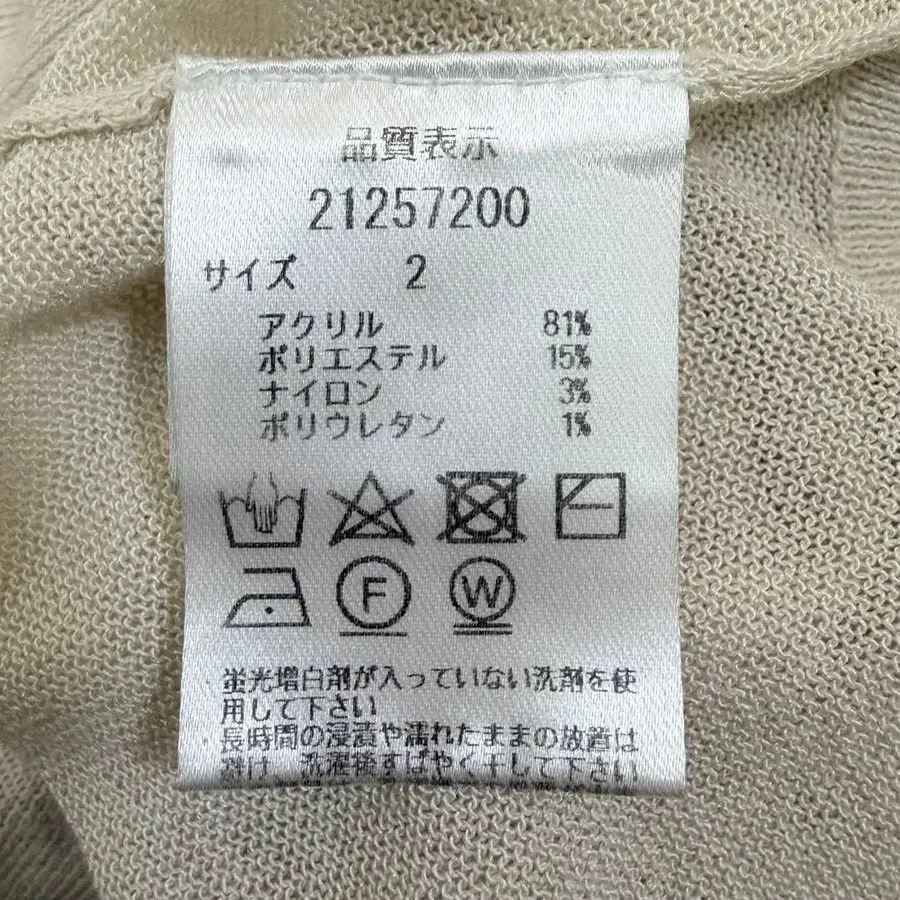 品質表示
21257200
サイズ 2
アクリル 81%
ポリエステル 15%
ナイロン 3%
ポリウレタン 1%
F W
・蛍光増白剤が入っていない洗剤を使
用して下さい
・長時間の浸漬や濡れたままの放置は
避け、洗濯後すばやく干して下さい